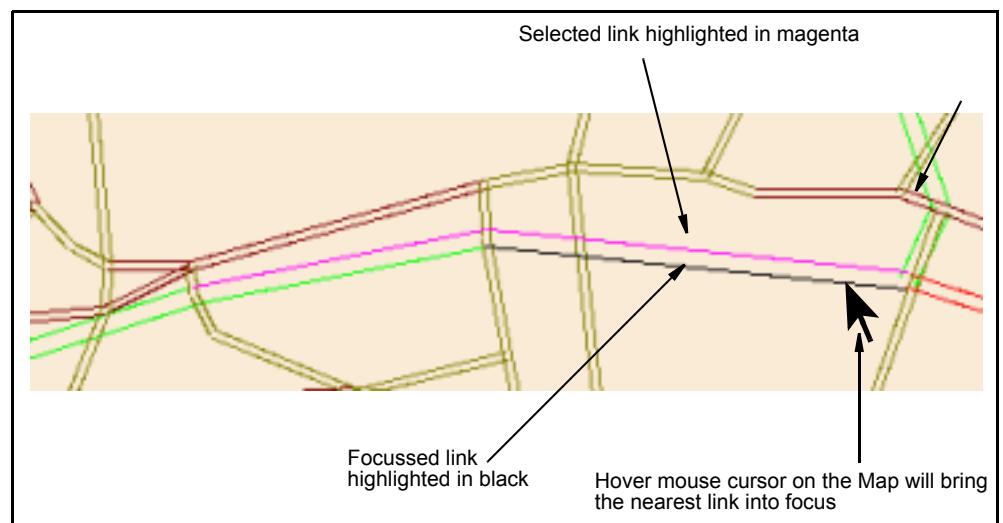 Selected link highlighted in magenta
Focussed link
highlighted in black
Hover mouse cursor on the Map will bring
the nearest link into focus